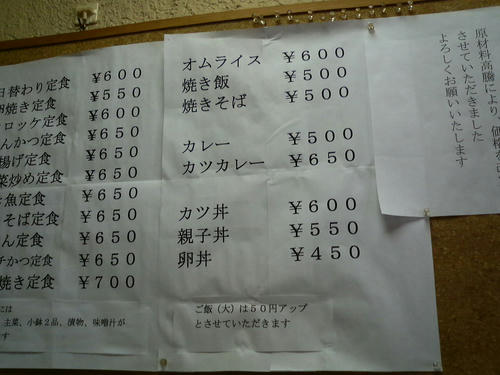 日替わり定食 ¥600
卵焼き定食 ¥550
コロッケ定食 ¥600
とんかつ定食 ¥650
揚げ定食 ¥650
野菜炒め定食 ¥650
魚定食 ¥650
そば定食 ¥650
ん定食 ¥650
チかつ定食 ¥650
焼き定食 ¥700
には
主菜、小鉢2品、漬物、味噌汁が
す
オムライス ¥600
焼き飯 ¥500
焼きそば ¥500
カレー ¥500
カツカレー ¥650
カツ丼 ¥600
親子丼 ¥550
卵丼 ¥450
ご飯（大）は50円アップ
とさせていただきます
原材料高騰により、価格
させていただきました
よろしくお願いいたします